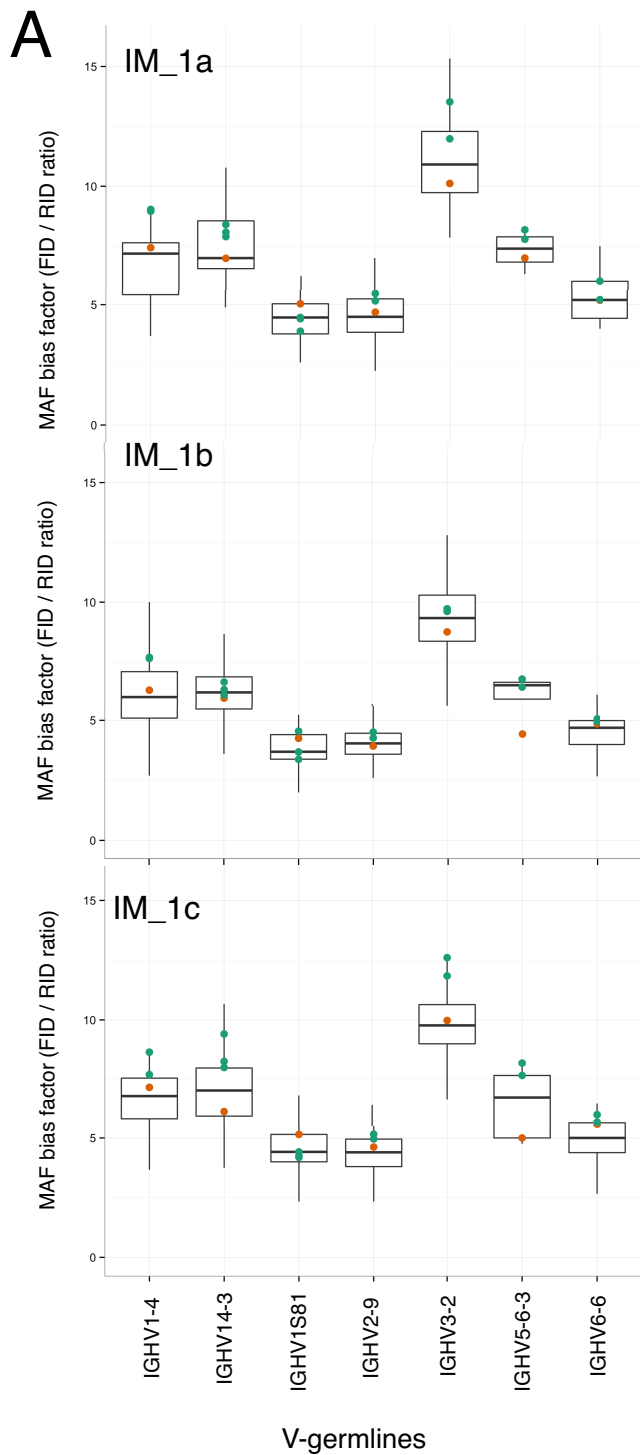 A
IM_1a
MAF bias factor (FID / RID ratio)
15
10
5
0
IM_1b
MAF bias factor (FID / RID ratio)
15
10
5
0
IM_1c
MAF bias factor (FID / RID ratio)
15
10
5
0
IGHV1-4
IGHV14-3
IGHV1S81
IGHV2-9
IGHV3-2
IGHV5-6-3
IGHV6-6
V-germlines